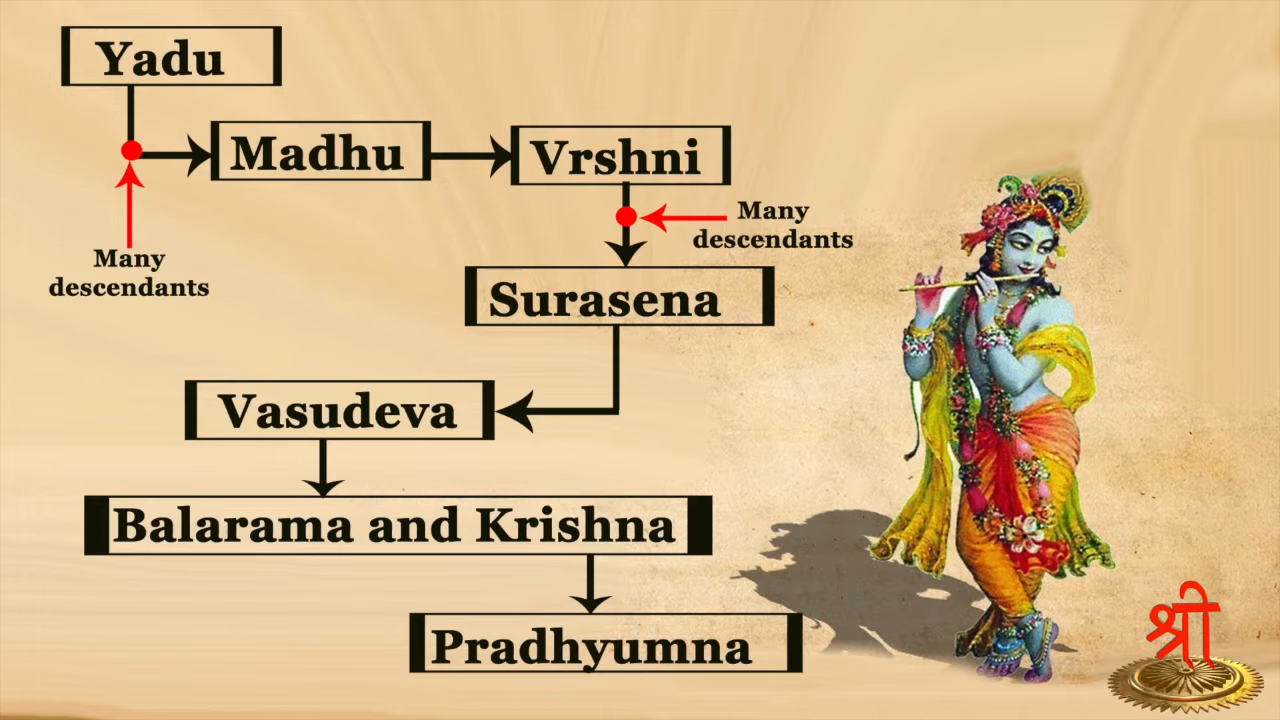 Yadu
Madhu
Vrshni
Many
descendants
Many
descendants
Surasena
Vasudeva
Balarama and Krishna
Pradhyumna
श्री